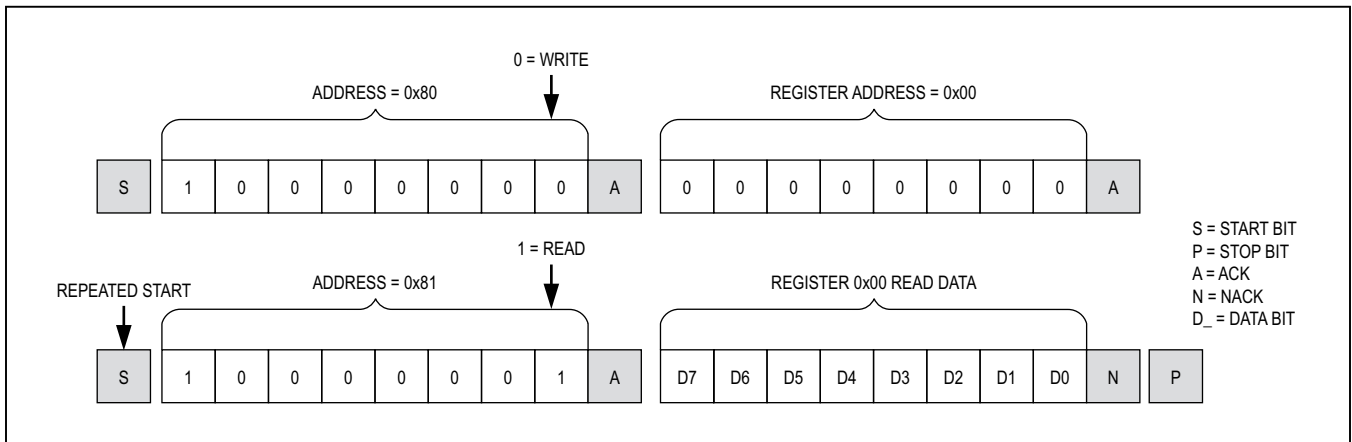 0 = WRITE
ADDRESS = 0x80 REGISTER ADDRESS = 0x00
S 1 0 0 0 0 0 0 0 A 0 0 0 0 0 0 0 0 A
1 = READ
REPEATED START ADDRESS = 0x81 REGISTER 0x00 READ DATA
S 1 0 0 0 0 0 0 1 A D7 D6 D5 D4 D3 D2 D1 D0 N P
S = START BIT
P = STOP BIT
A = ACK
N = NACK
D_ = DATA BIT